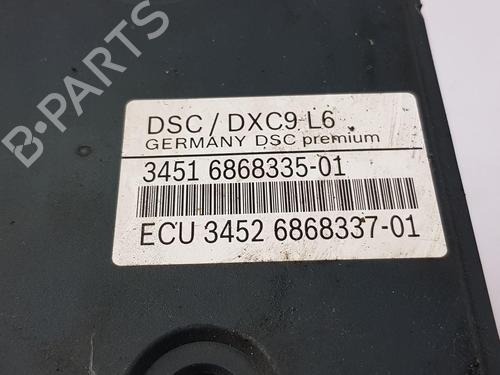 B-PARTS
DSC / DXC9 L6
GERMANY DSC premium
3451 6868335-01
ECU 3452 6868337-01